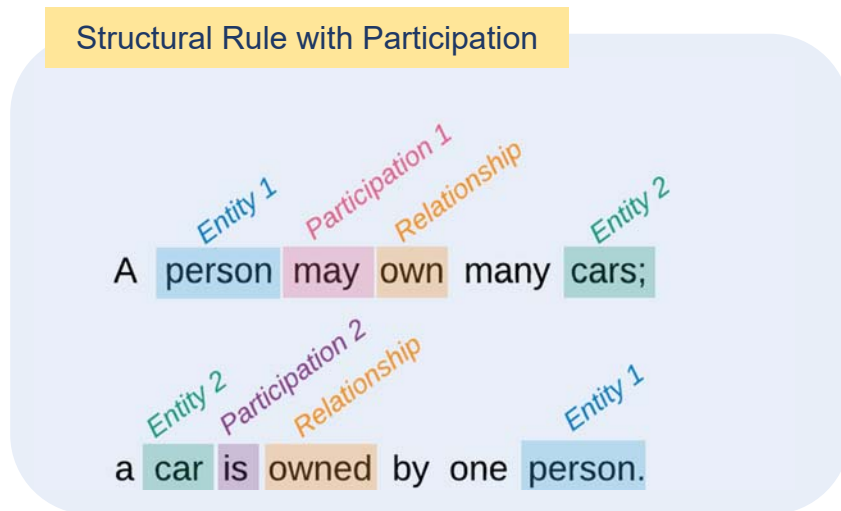 Structural Rule with Participation
Entity 1 Participation 1 Relationship Entity 2
A person may own many cars;
Entity 2 Participation 2 Relationship Entity 1
a car is owned by one person.